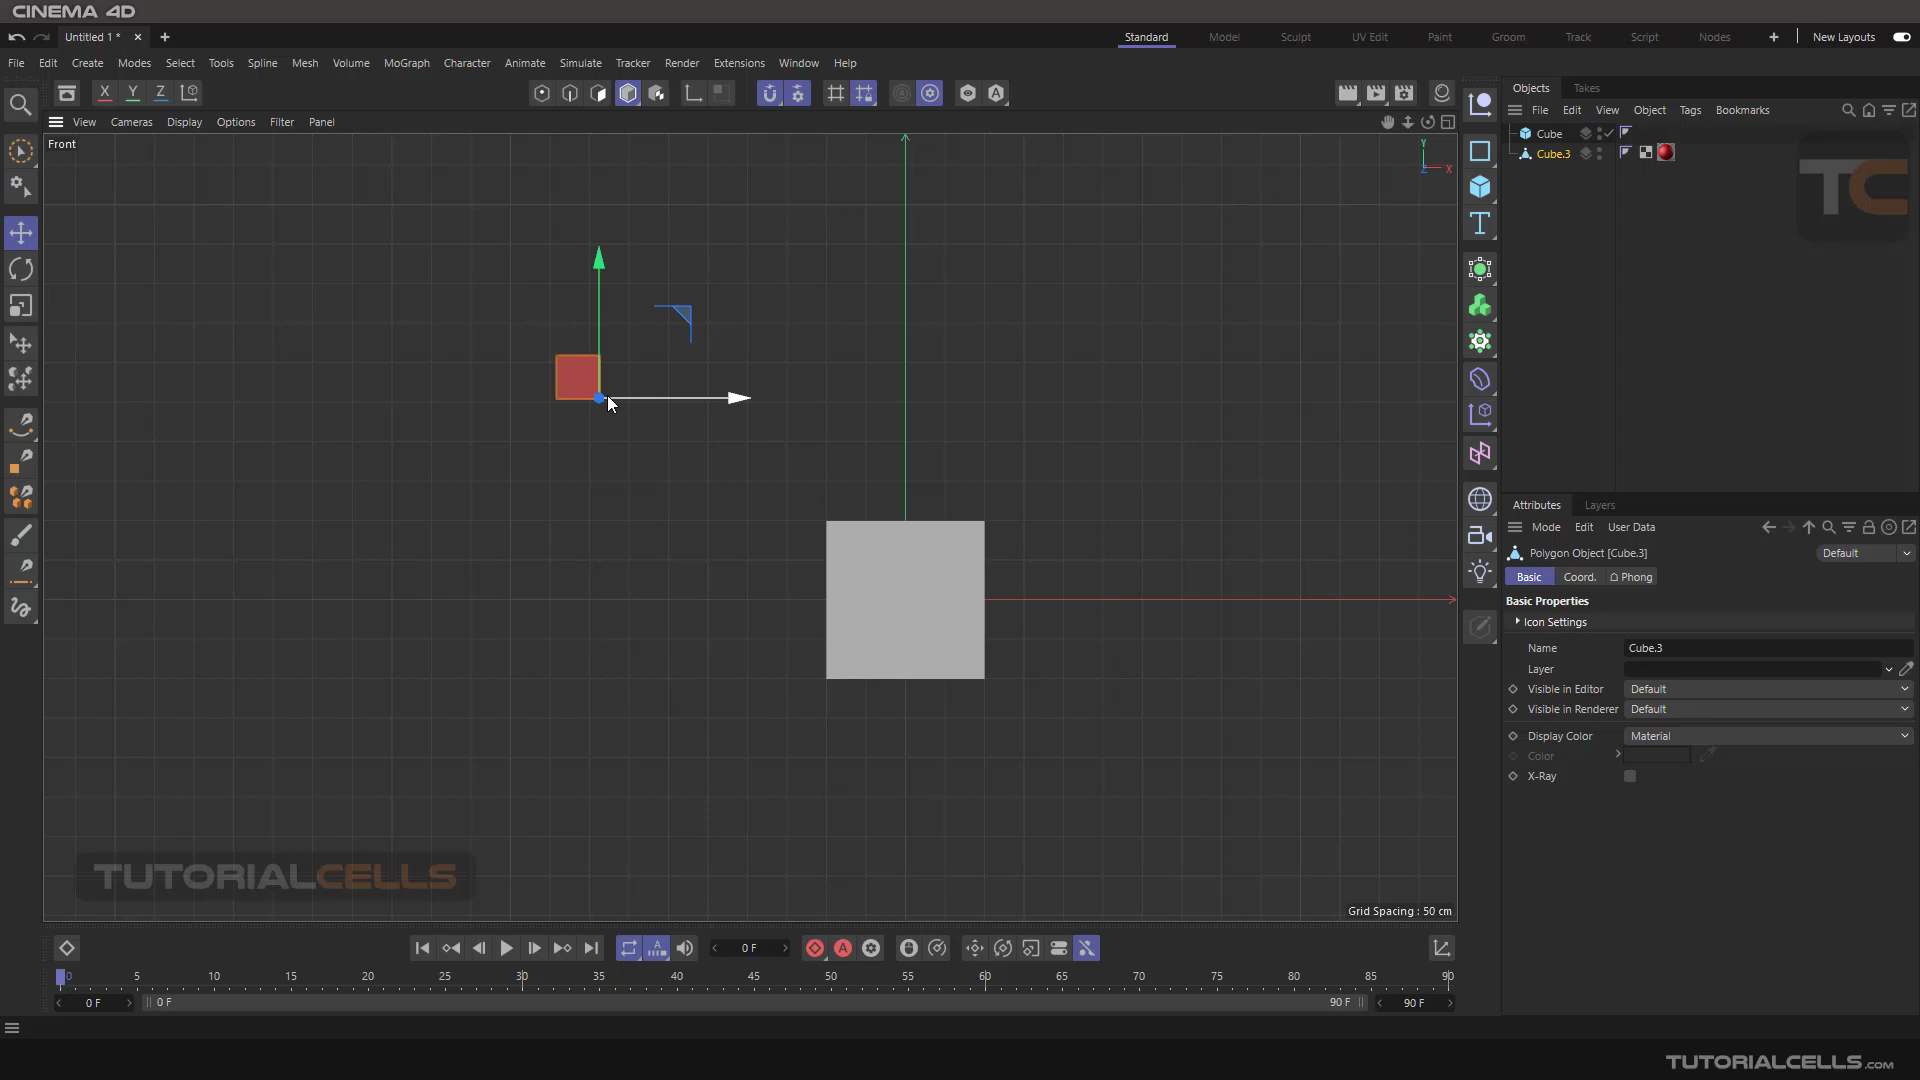 CINEMA 4D
Untitled 1 *
Standard Model Sculpt UV Edit Paint Groom Track Script Nodes New Layouts
File Edit Create Modes Select Tools Spline Mesh Volume MoGraph Character Animate Simulate Tracker Render Extensions Window Help
X Y Z
A
Objects Takes
File Edit View Object Tags Bookmarks
View Cameras Display Options Filter Panel
Cube
Cube.3
TC
Front
Y
Z X
T
Attributes Layers
Mode Edit User Data
Polygon Object [Cube.3] Default
Basic Coord. Phong
Basic Properties
Icon Settings
Name Cube.3
Layer
Visible in Editor Default
Visible in Renderer Default
Display Color Material
Color
X-Ray
TUTORIALCELLS
Grid Spacing : 50 cm
A 0 F A
0 5 10 15 20 25 30 35 40 45 50 55 60 65 70 75 80 85 90
0 F 0 F 90 F 90 F
TUTORIALCELLS.COM